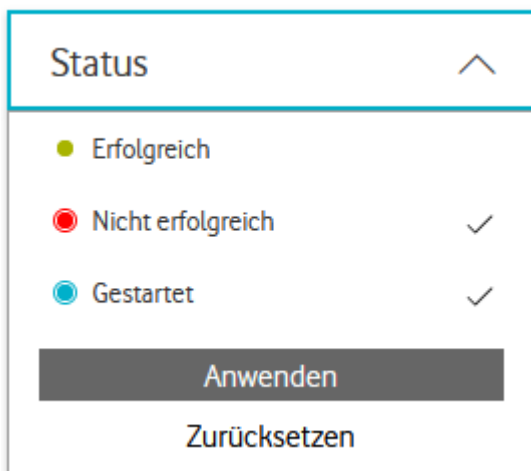 Status
Erfolgreich
Nicht erfolgreich
Gestartet
Anwenden
Zurücksetzen